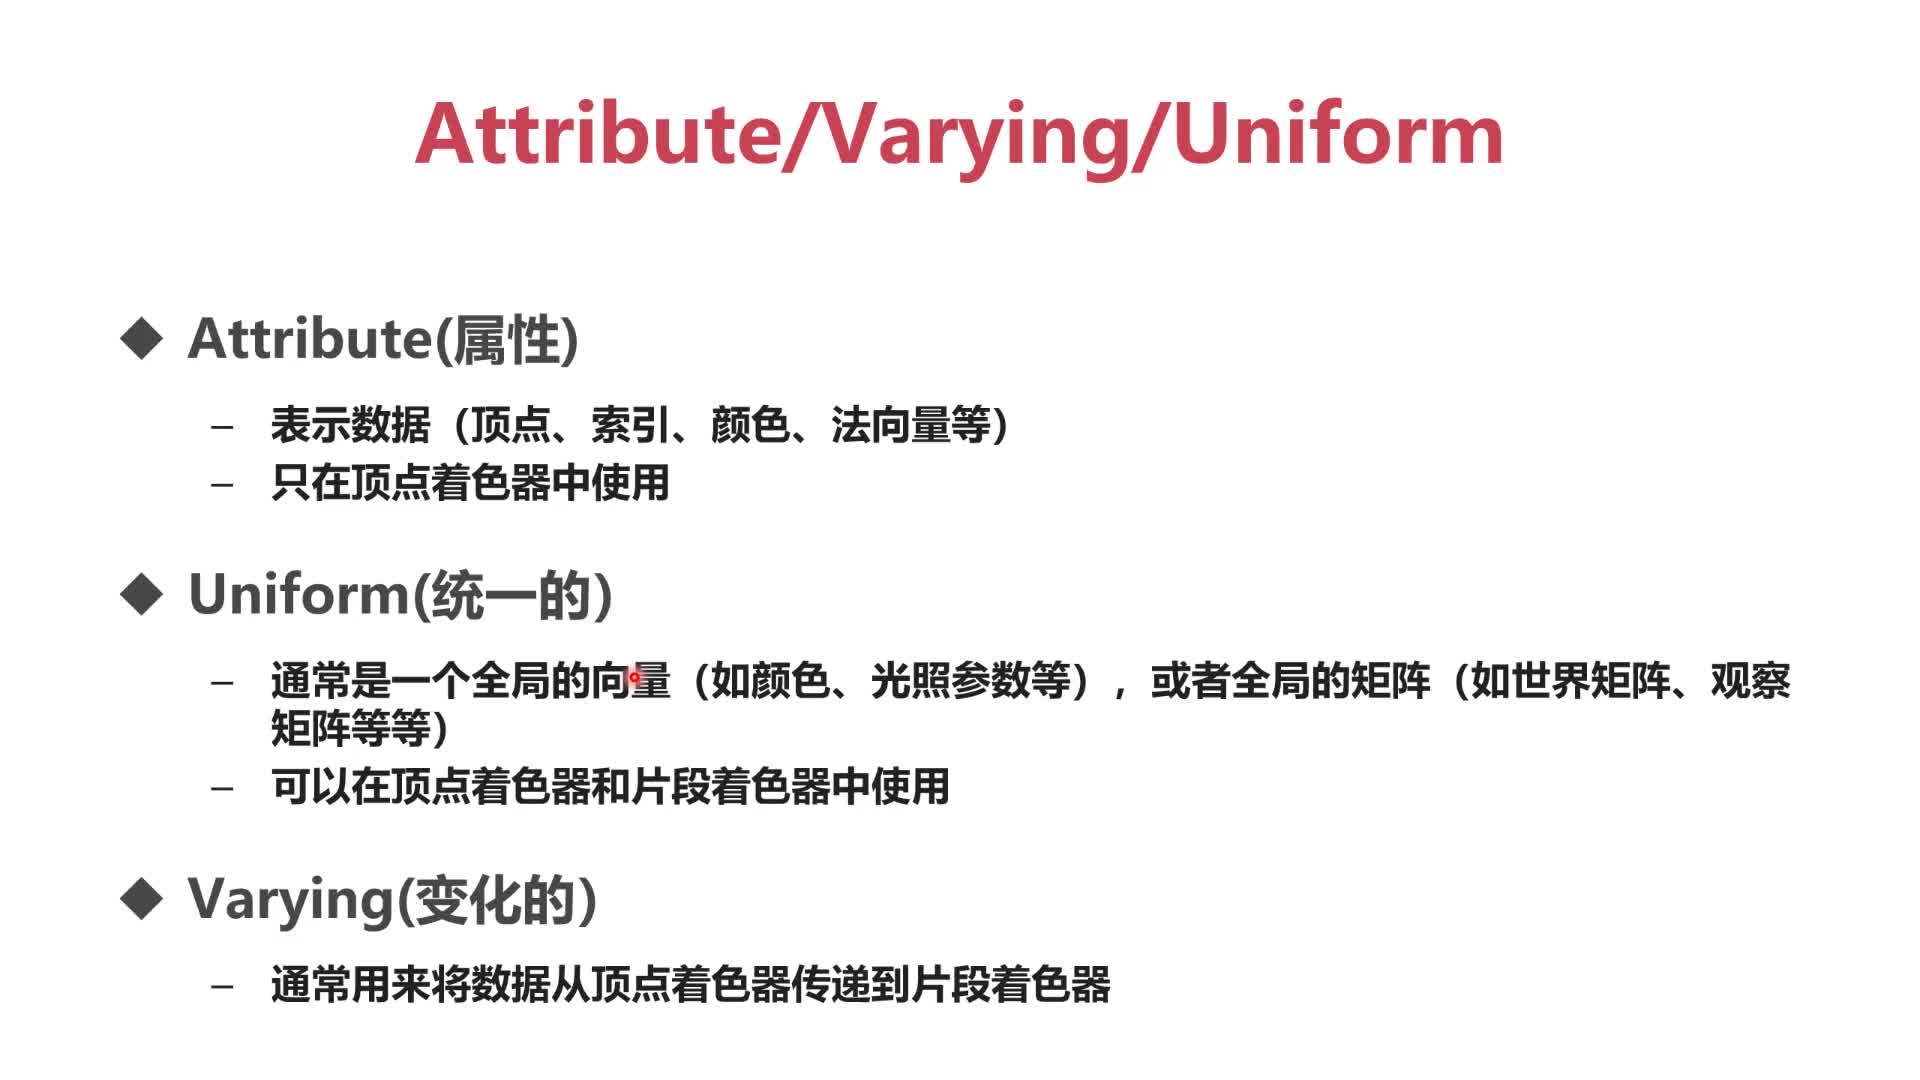 Attribute/Varying/Uniform
◆ Attribute(属性)
– 表示数据（顶点、索引、颜色、法向量等）
– 只在顶点着色器中使用
◆ Uniform(统一的)
– 通常是一个全局的向量（如颜色、光照参数等），或者全局的矩阵（如世界矩阵、观察
矩阵等等）
– 可以在顶点着色器和片段着色器中使用
◆ Varying(变化的)
– 通常用来将数据从顶点着色器传递到片段着色器